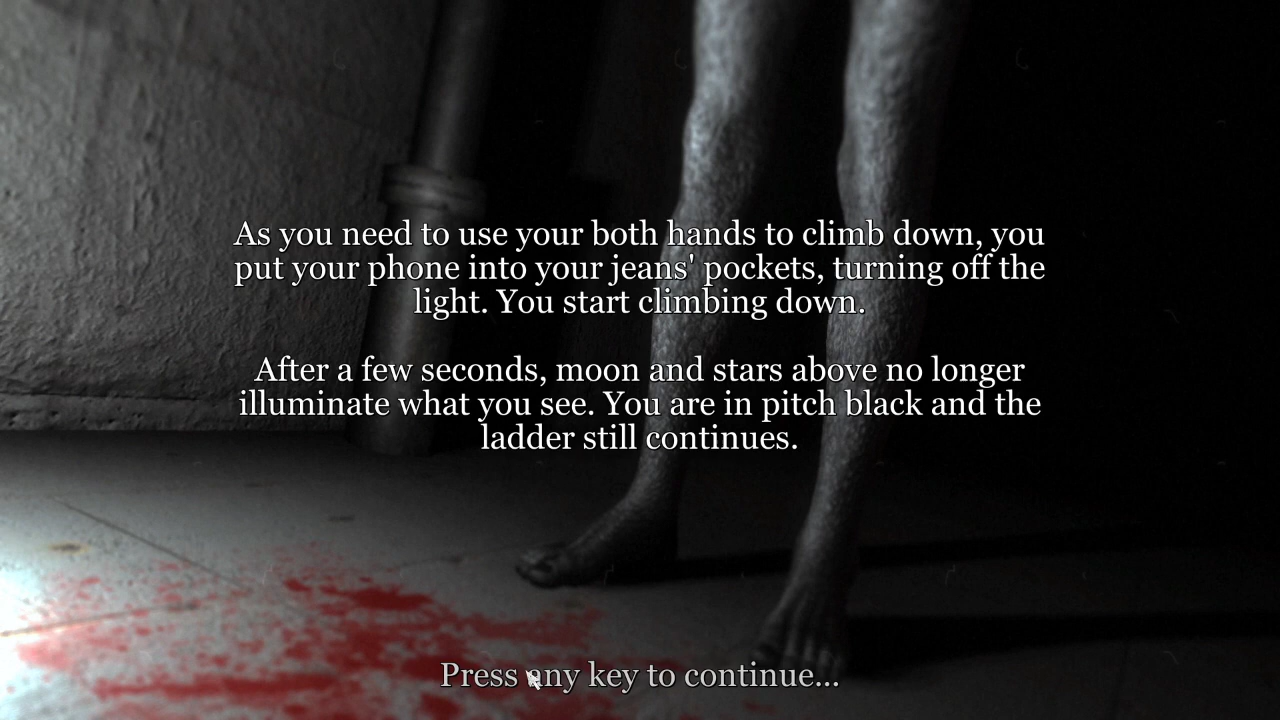 As you need to use your both hands to climb down, you
put your phone into your jeans' pockets, turning off the
light. You start climbing down.
After a few seconds, moon and stars above no longer
illuminate what you see. You are in pitch black and the
ladder still continues.
Press any key to continue...